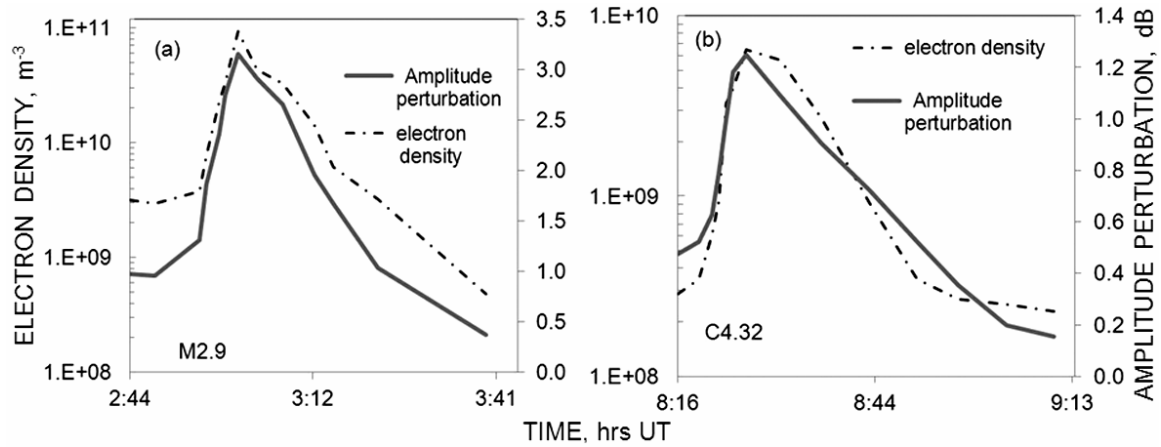 ELECTRON DENSITY, m-3
1.E+11
1.E+10
1.E+09
1.E+08
(a)
Amplitude
perturbation
electron
density
M2.9
3.5
3.0
2.5
2.0
1.5
1.0
0.5
0.0
2:44
3:12
3:41
1.E+10
1.E+09
1.E+08
(b)
electron density
Amplitude
perturbation
C4.32
1.4
1.2
1.0
0.8
0.6
0.4
0.2
0.0
8:16
8:44
9:13
AMPLITUDE PERTURBATION, dB
TIME, hrs UT